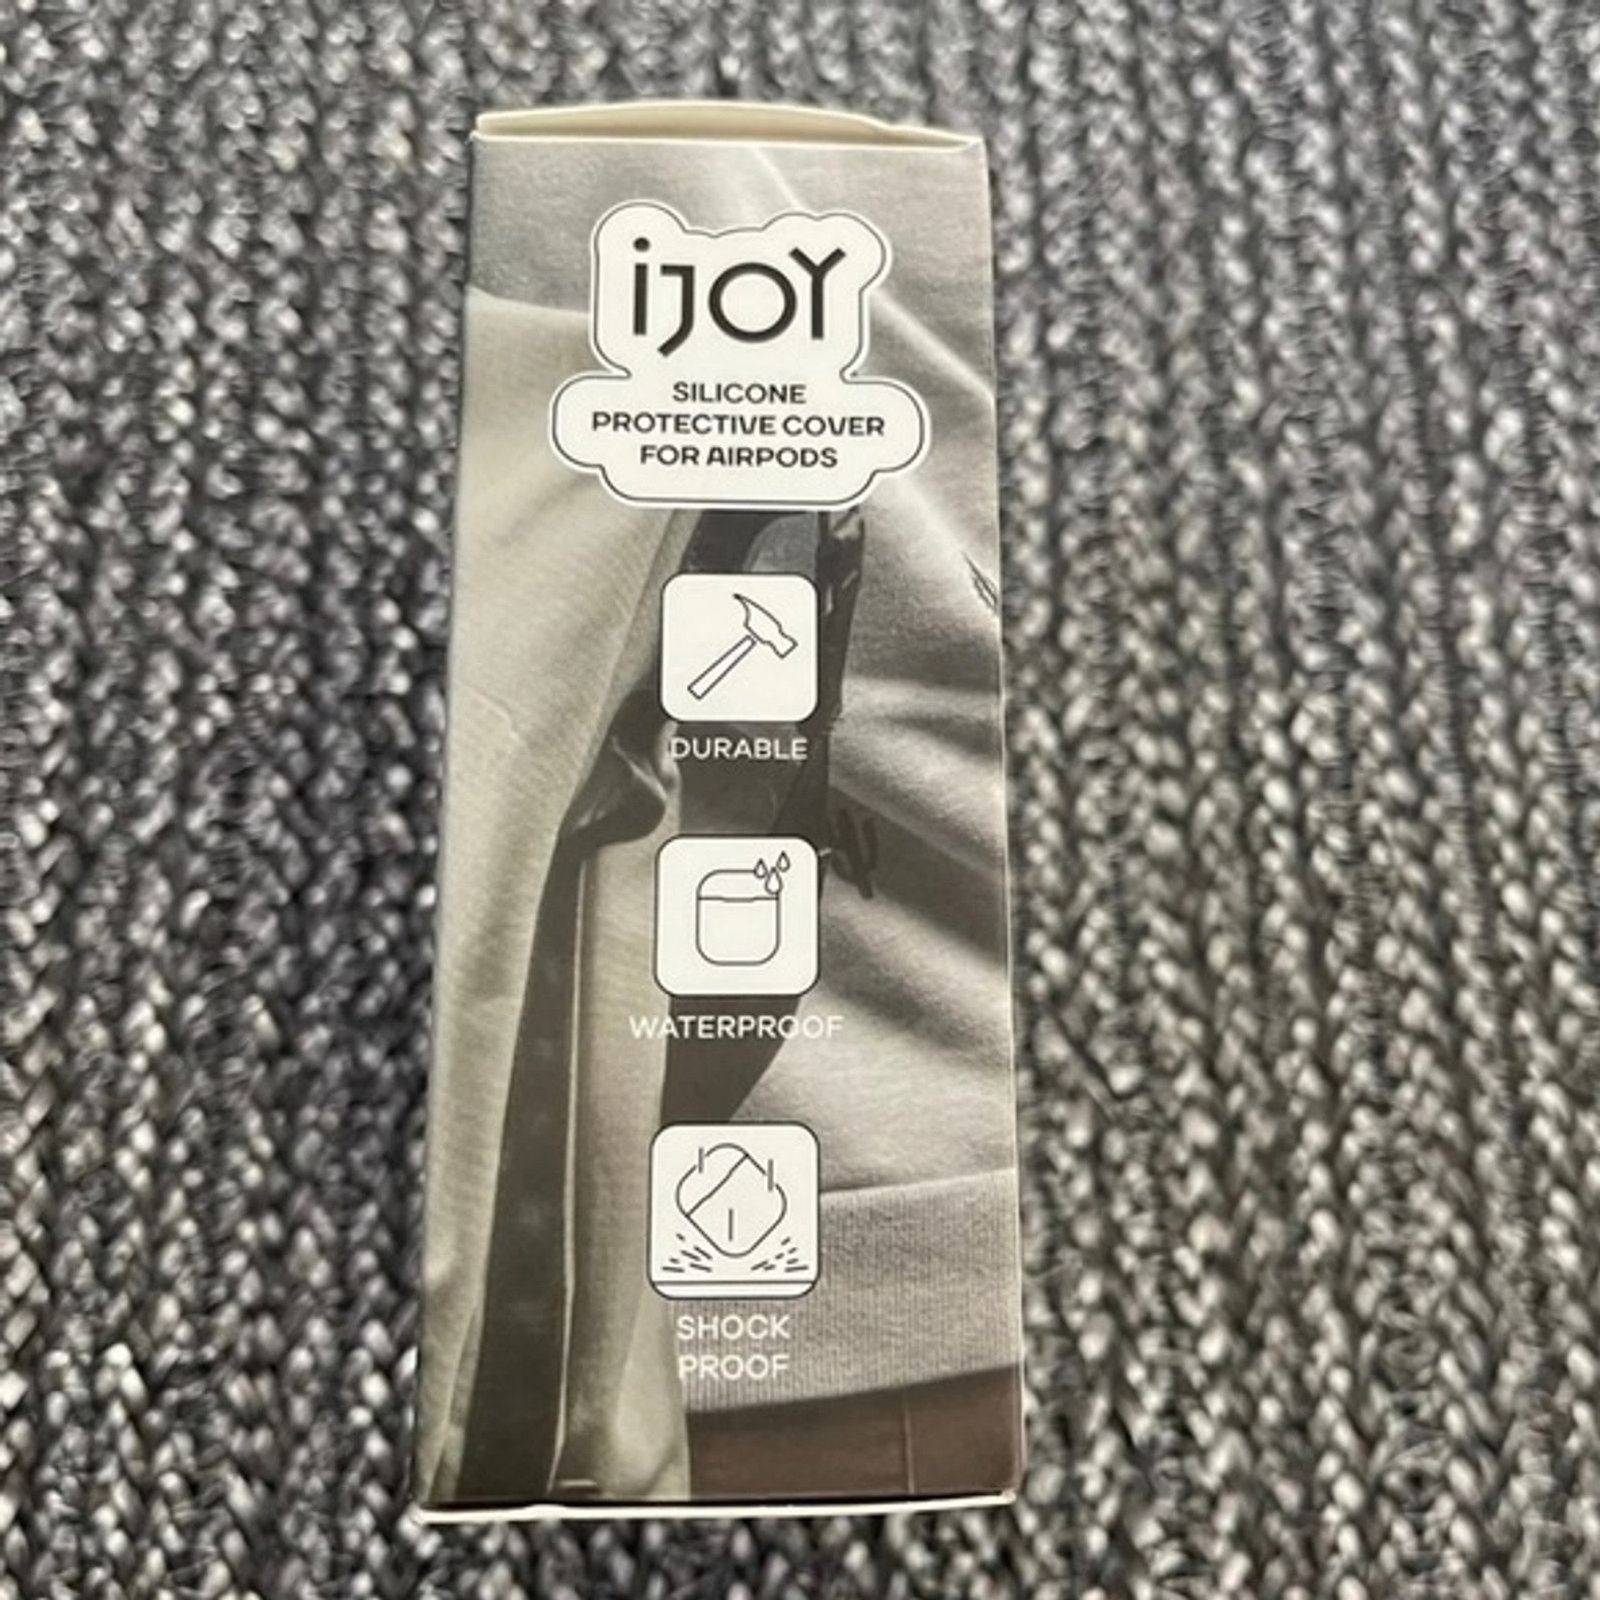 iJOY
SILICONE
PROTECTIVE COVER
FOR AIRPODS
DURABLE
WATERPROOF
SHOCK
PROOF